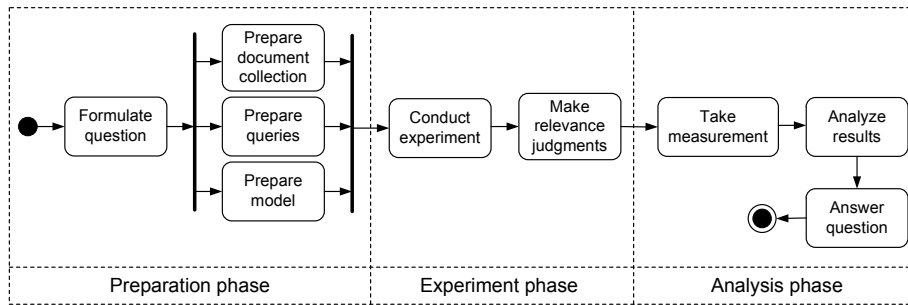 Formulate
question
Prepare
document
collection
Prepare
queries
Prepare
model
Conduct
experiment
Make
relevance
judgments
Take
measurement
Analyze
results
Answer
question
Preparation phase
Experiment phase
Analysis phase